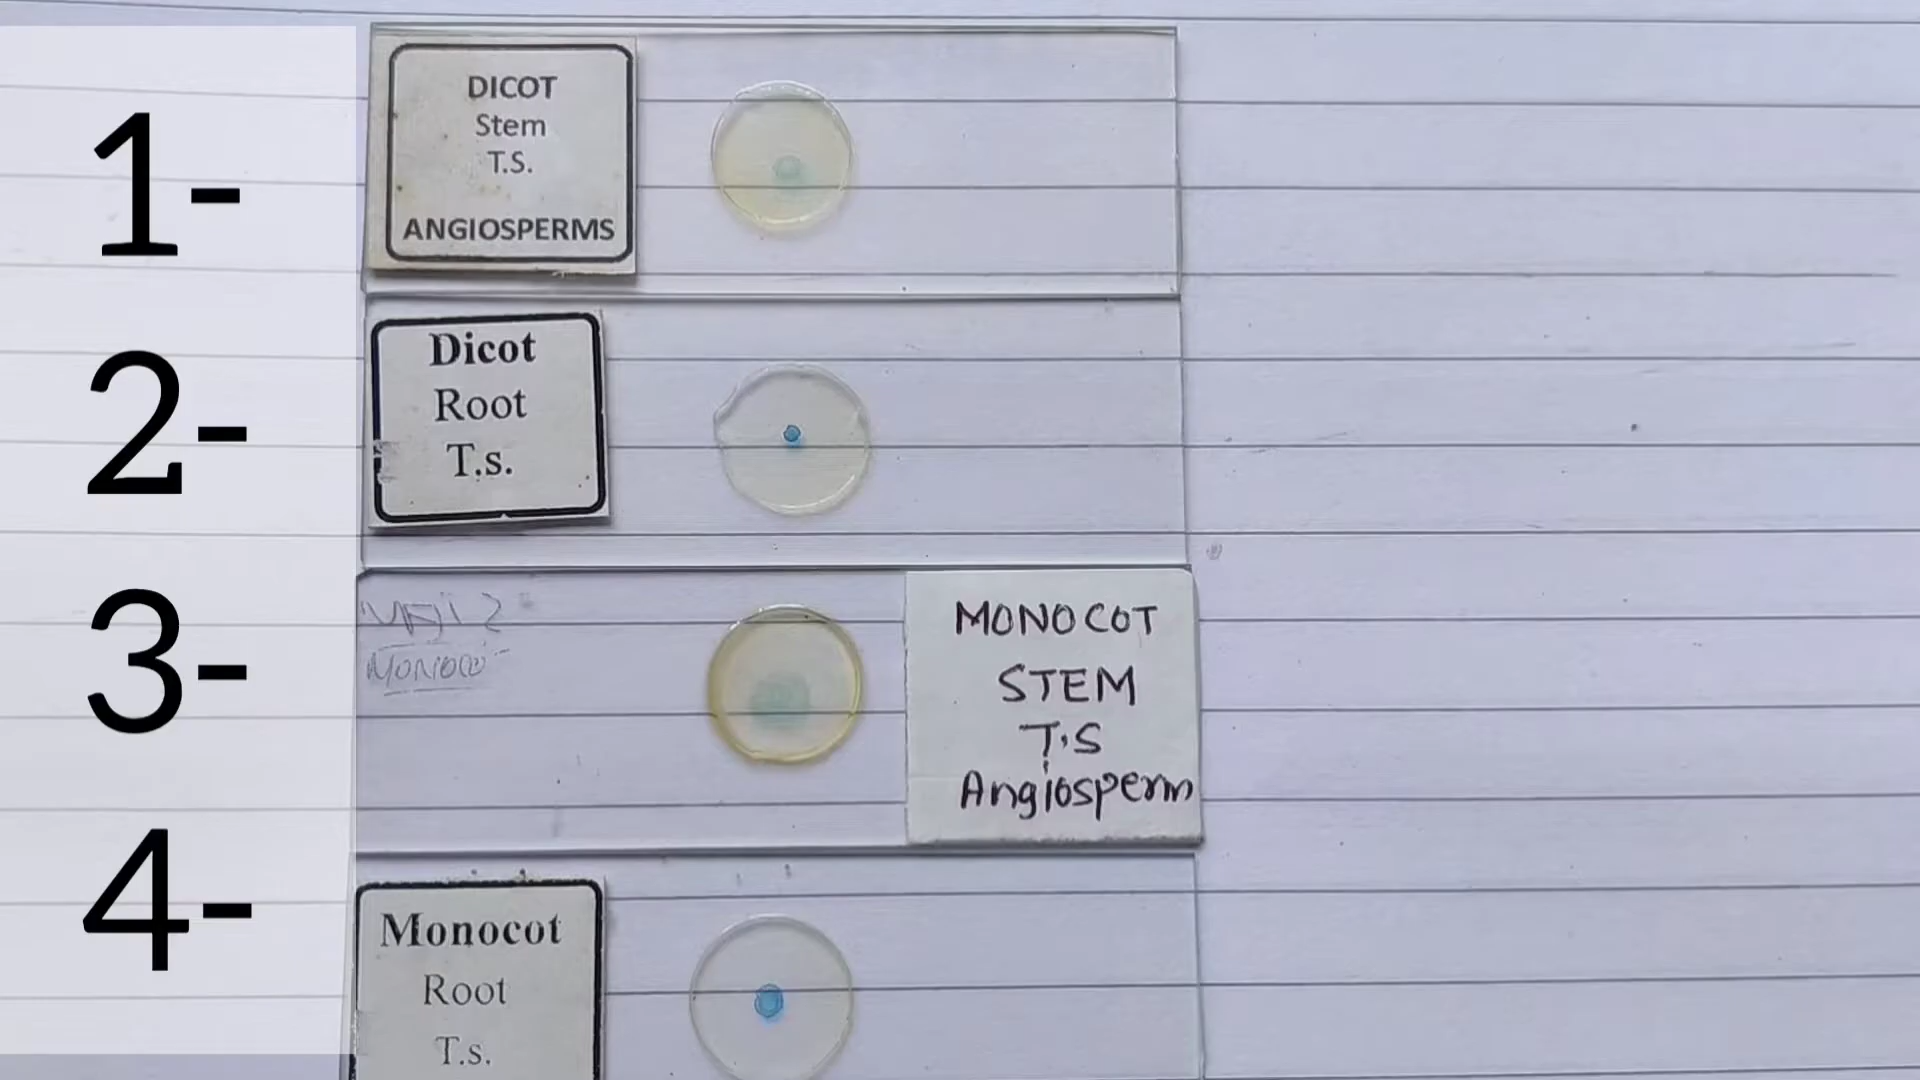 1-
DICOT
Stem
T.S.
ANGIOSPERMS
2-
Dicot
Root
T.s.
3-
MONOCOT
STEM
T.S
Angiosperm
4-
Monocot
Root
T.s.